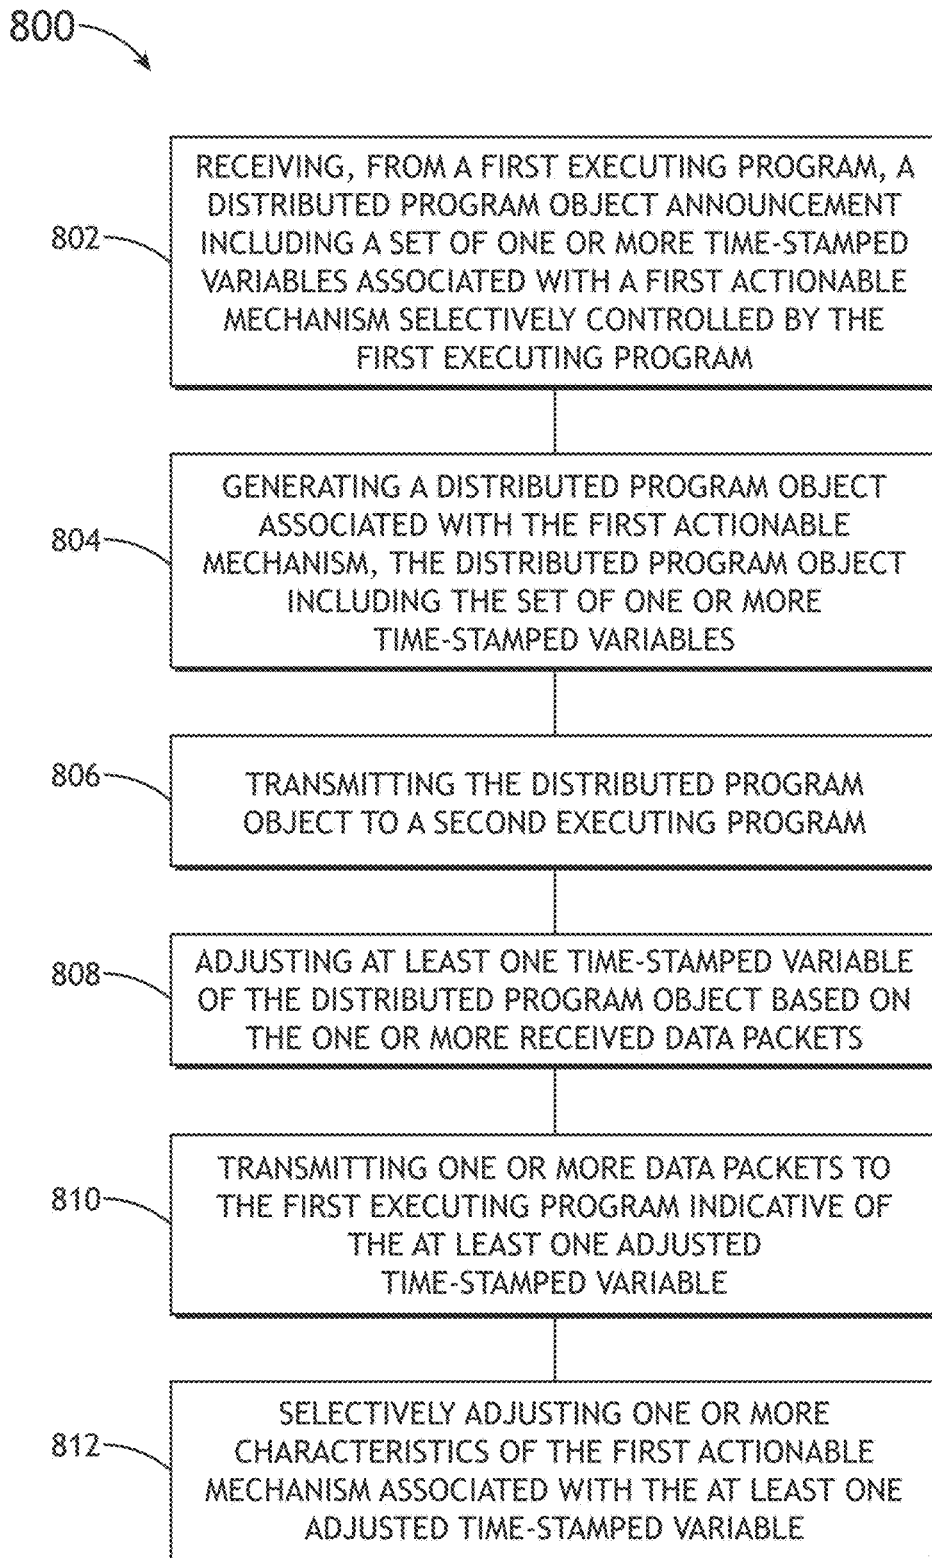 800
802
RECEIVING, FROM A FIRST EXECUTING PROGRAM, A
DISTRIBUTED PROGRAM OBJECT ANNOUNCEMENT
INCLUDING A SET OF ONE OR MORE TIME-STAMPED
VARIABLES ASSOCIATED WITH A FIRST ACTIONABLE
MECHANISM SELECTIVELY CONTROLLED BY THE
FIRST EXECUTING PROGRAM
804
GENERATING A DISTRIBUTED PROGRAM OBJECT
ASSOCIATED WITH THE FIRST ACTIONABLE
MECHANISM, THE DISTRIBUTED PROGRAM OBJECT
INCLUDING THE SET OF ONE OR MORE
TIME-STAMPED VARIABLES
806
TRANSMITTING THE DISTRIBUTED PROGRAM
OBJECT TO A SECOND EXECUTING PROGRAM
808
ADJUSTING AT LEAST ONE TIME-STAMPED VARIABLE
OF THE DISTRIBUTED PROGRAM OBJECT BASED ON
THE ONE OR MORE RECEIVED DATA PACKETS
810
TRANSMITTING ONE OR MORE DATA PACKETS TO
THE FIRST EXECUTING PROGRAM INDICATIVE OF
THE AT LEAST ONE ADJUSTED
TIME-STAMPED VARIABLE
812
SELECTIVELY ADJUSTING ONE OR MORE
CHARACTERISTICS OF THE FIRST ACTIONABLE
MECHANISM ASSOCIATED WITH THE AT LEAST ONE
ADJUSTED TIME-STAMPED VARIABLE